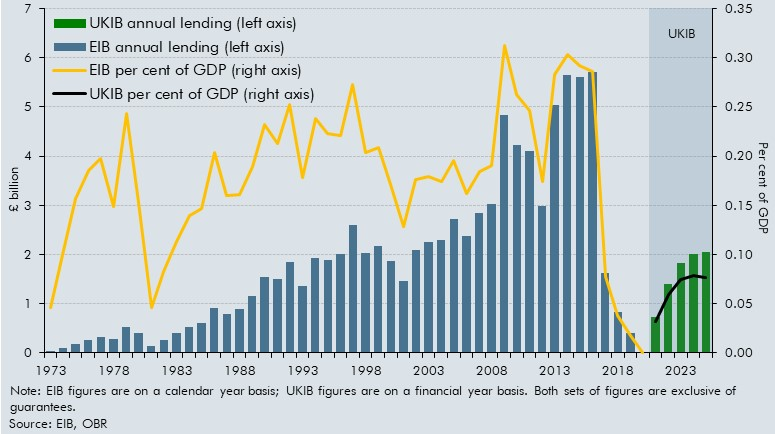 UKIB annual lending (left axis)
EIB annual lending (left axis)
EIB per cent of GDP (right axis)
UKIB per cent of GDP (right axis)
UKIB
£ billion
7
6
5
4
3
2
1
0
0.35
0.30
0.25
0.20
0.15
0.10
0.05
0.00
Per cent of GDP
1973 1978 1983 1988 1993 1998 2003 2008 2013 2018 2023
Note: EIB figures are on a calendar year basis; UKIB figures are on a financial year basis. Both sets of figures are exclusive of
guarantees.
Source: EIB, OBR